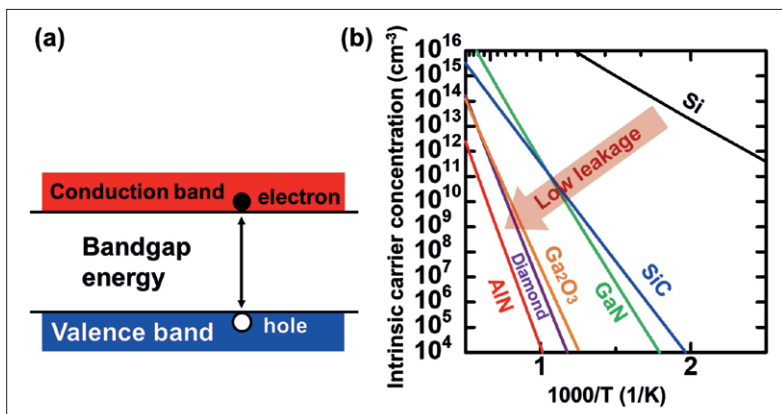 (a)
Conduction band
electron
Bandgap
energy
Valence band
hole
(b)
Intrinsic carrier concentration (cm⁻³)
10¹⁶
10¹⁵
10¹⁴
10¹³
10¹²
10¹¹
10¹⁰
10⁹
10⁸
10⁷
10⁶
10⁵
10⁴
Si
Low leakage
AlN
Diamond
Ga₂O₃
GaN
SiC
1
2
1000/T (1/K)